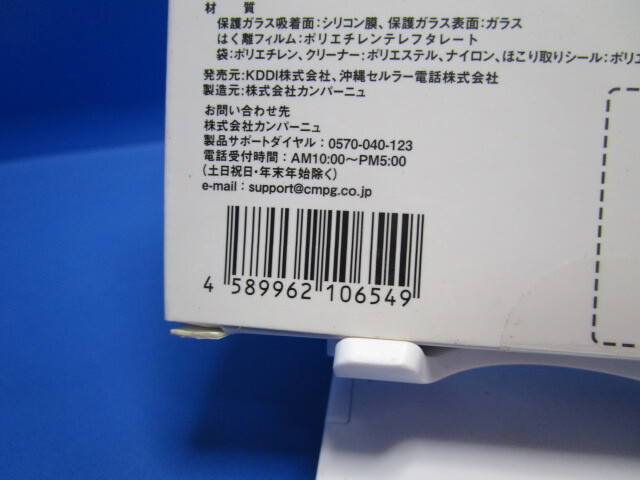 材 質
保護ガラス吸着面:シリコン膜、保護ガラス表面:ガラス
はく離フィルム:ポリエチレンテレフタレート
袋:ポリエチレン、クリーナー:ポリエステル、ナイロン、ほこり取りシール:ポリエ
発売元:KDDI株式会社、沖縄セルラー電話株式会社
製造元:株式会社カンパーニュ
お問い合わせ先
株式会社カンパーニュ
製品サポートダイヤル:0570-040-123
電話受付時間:AM10:00～PM5:00
(土日祝日・年末年始除く)
e-mail:support@cmpg.co.jp
4 589962 106549